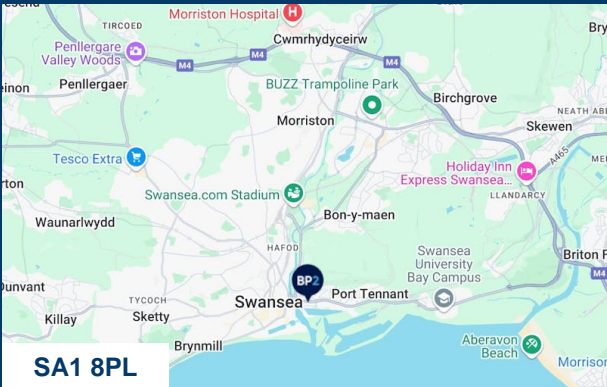 Morriston Hospital
TIRCOED
Cwmrhydyceirw
Penllergare
Valley Woods
M4
M4
M4
Penllergaer
BUZZ Trampoline Park
Birchgrove
Morriston
Skewen
A465
Tesco Extra
Holiday Inn
Express Swansea...
LLANDARCY
Swansea.com Stadium
Waunarlwydd
Bon-y-maen
HAFOD
Swansea
University
Bay Campus
Briton F
M4
BP2
Dunvant
TYCOCH
Swansea
Port Tennant
Killay
Sketty
Brynmill
Aberavon
Beach
Morrison
SA1 8PL